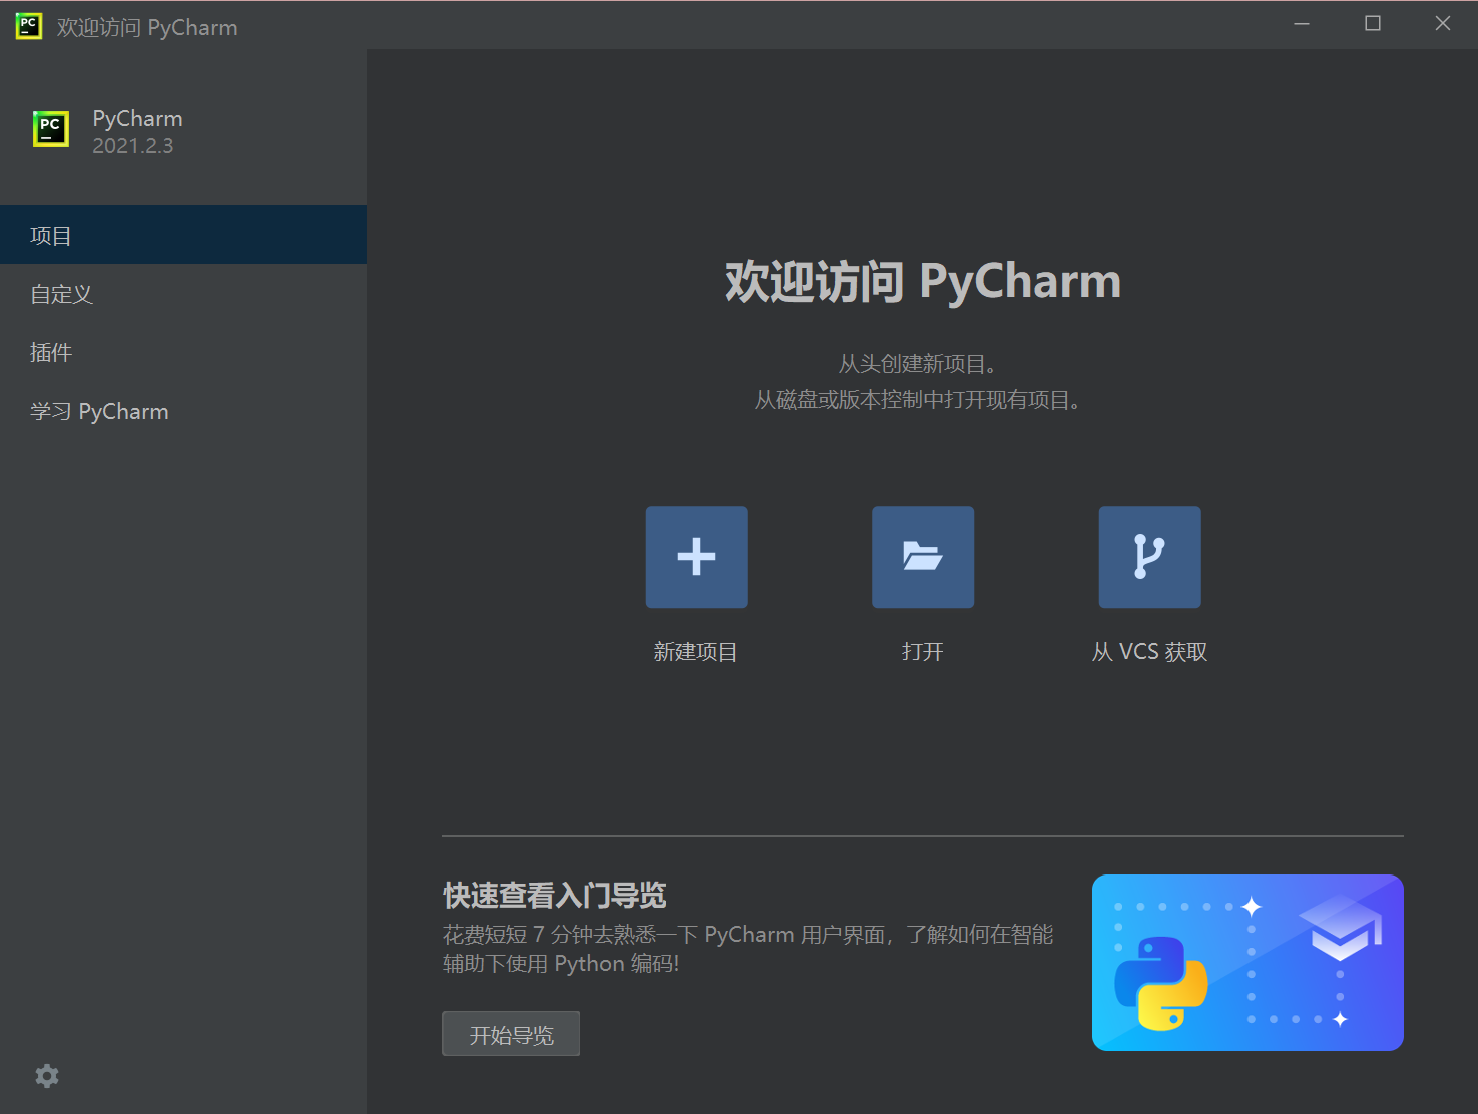 欢迎访问 PyCharm
PyCharm
2021.2.3
项目
自定义
插件
学习 PyCharm
欢迎访问 PyCharm
从头创建新项目。
从磁盘或版本控制中打开现有项目。
新建项目
打开
从 VCS 获取
快速查看入门导览
花费短短 7 分钟去熟悉一下 PyCharm 用户界面，了解如何在智能
辅助下使用 Python 编码!
开始导览